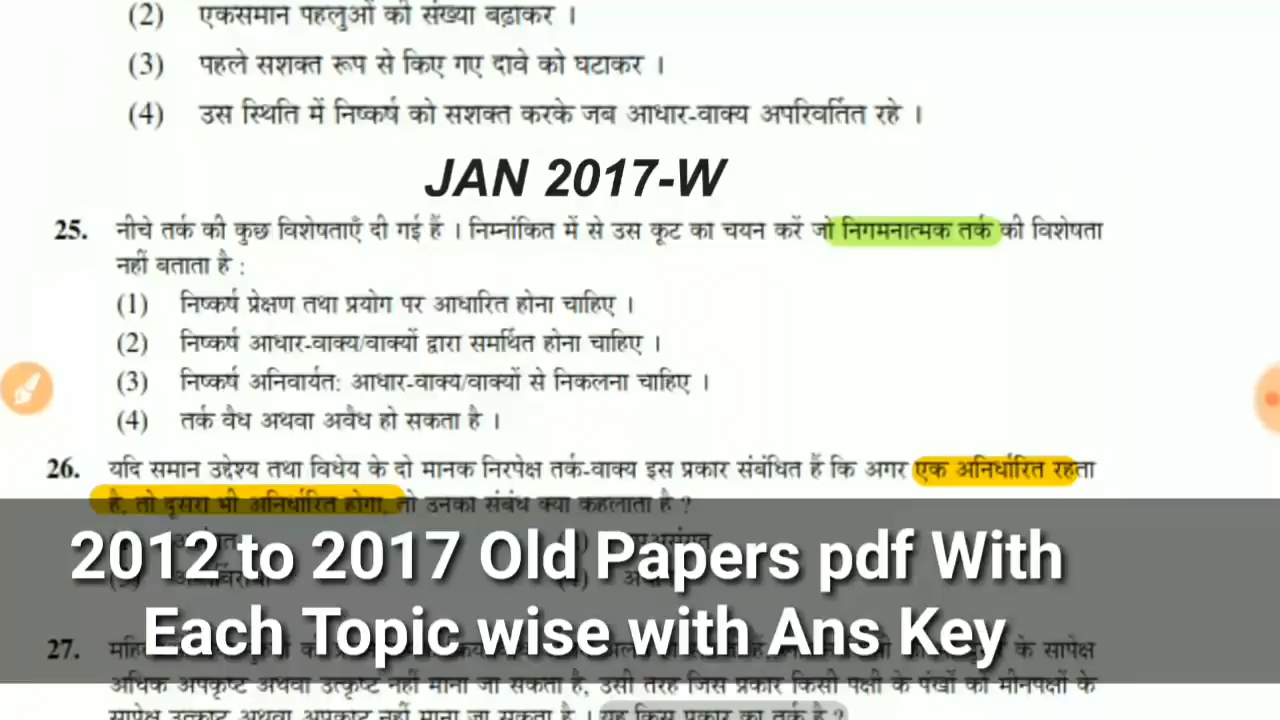 (2) एकसमान पहलुओं की संख्या बढ़ाकर ।
(3) पहले सशक्त रूप से किए गए दावे को घटाकर ।
(4) उस स्थिति में निष्कर्ष को सशक्त करके जब आधार-वाक्य अपरिवर्तित रहे ।
JAN 2017-W
25. नीचे तर्क की कुछ विशेषताएँ दी गई हैं । निम्नांकित में से उस कूट का चयन करें जो निगमनात्मक तर्क की विशेषता
नहीं बताता है :
(1) निष्कर्ष प्रेक्षण तथा प्रयोग पर आधारित होना चाहिए ।
(2) निष्कर्ष आधार-वाक्य/वाक्यों द्वारा समर्थित होना चाहिए ।
(3) निष्कर्ष अनिवार्यत: आधार-वाक्य/वाक्यों से निकलना चाहिए ।
(4) तर्क वैध अथवा अवैध हो सकता है ।
26. यदि समान उद्देश्य तथा विधेय के दो मानक निरपेक्ष तर्क-वाक्य इस प्रकार संबंधित हैं कि अगर एक अनिर्धारित रहता
है, तो दूसरा भी अनिर्धारित होगा, तो उनका संबंध क्या कहलाता है ?
2012 to 2017 Old Papers pdf With
Each Topic wise with Ans Key
27. के सापेक्ष
अधिक अपकृष्ट अथवा उत्कृष्ट नहीं माना जा सकता है, उसी तरह जिस प्रकार किसी पक्षी के पंखों को मीनपक्षों के
सापेक्ष उत्कृष्ट अथवा अपकृष्ट नहीं माना जा सकता है । यह किस प्रकार का तर्क है ?